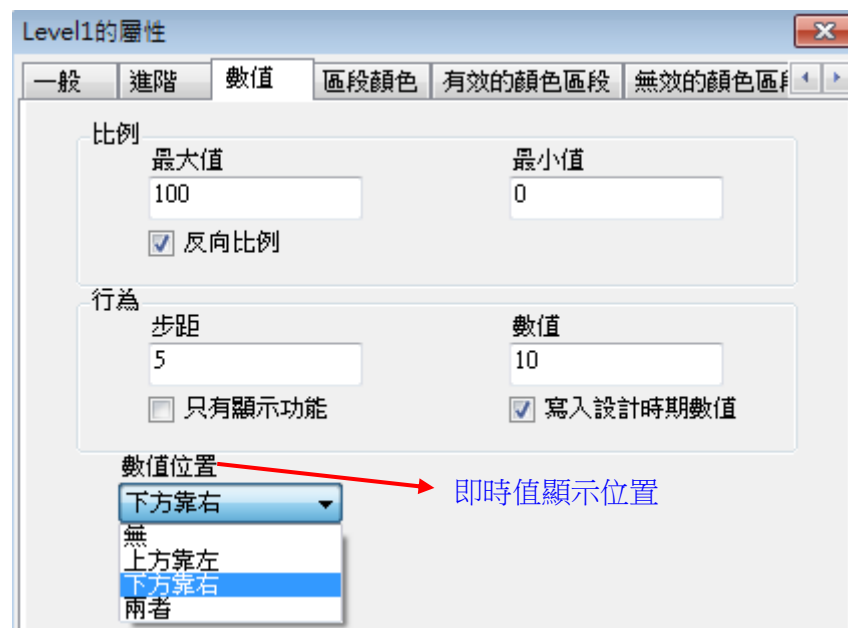 Level1的屬性
一般 進階 數值 區段顏色 有效的顏色區段 無效的顏色區
比例
最大值 最小值
100 0
反向比例
行為
步距 數值
5 10
只有顯示功能 寫入設計時期數值
數值位置
下方靠右 即時值顯示位置
無
上方靠左
下方靠右
兩者